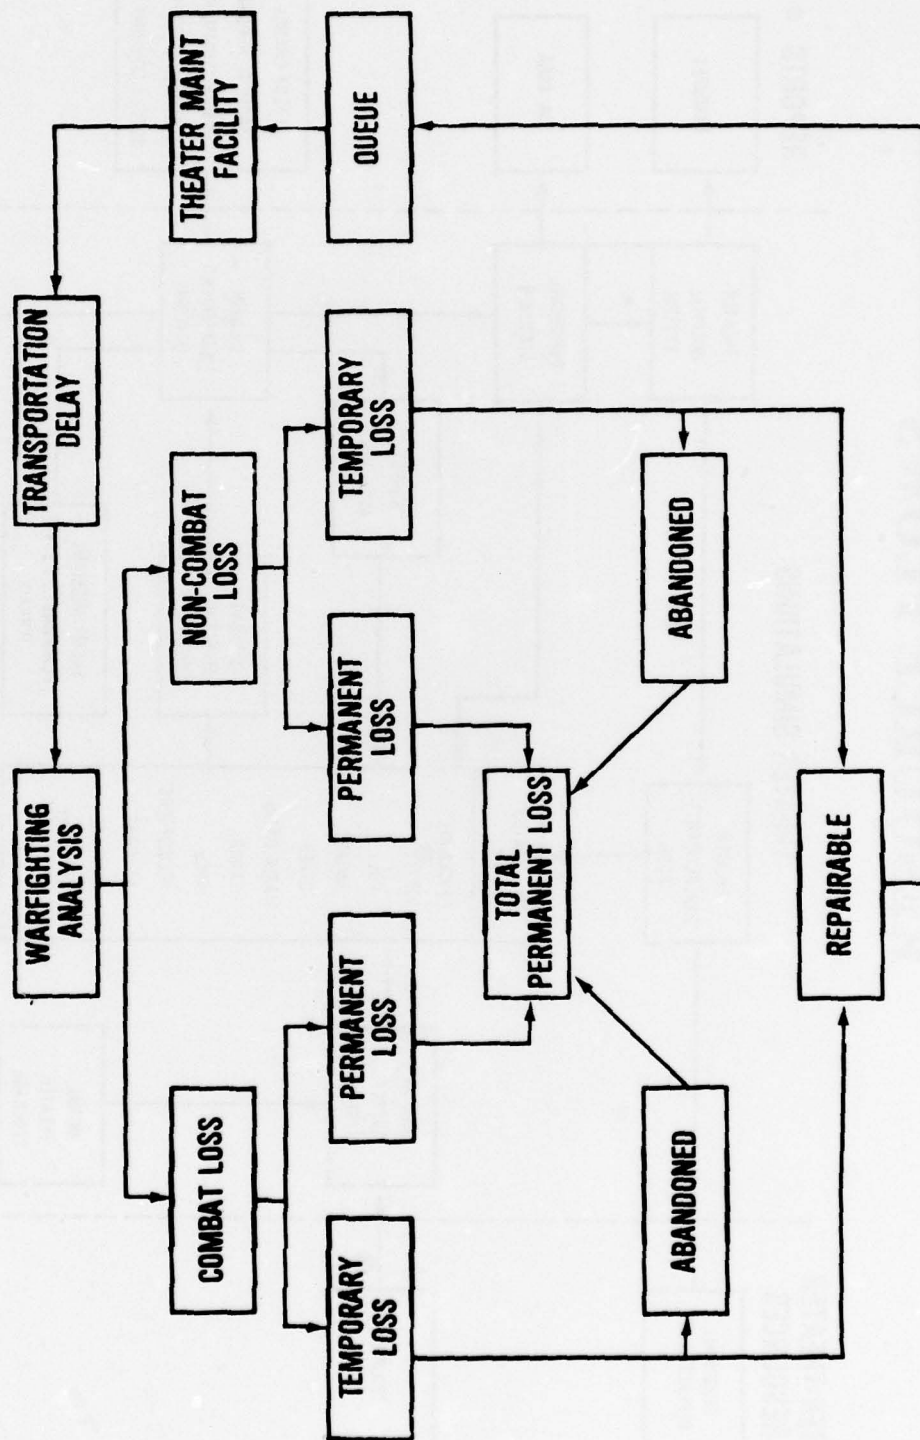 TRANSPORTATION
DELAY
WARFIGHTING
ANALYSIS
THEATER MAINT
FACILITY
NON-COMBAT
LOSS
COMBAT LOSS
QUEUE
TEMPORARY
LOSS
PERMANENT
LOSS
PERMANENT
LOSS
TEMPORARY
LOSS
TOTAL
PERMANENT LOSS
ABANDONED
ABANDONED
REPAIRABLE